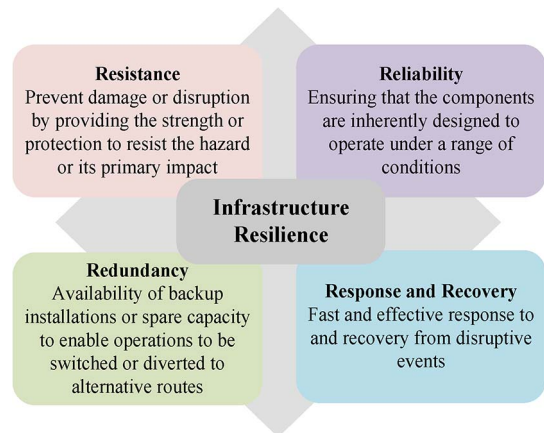 Resistance
Prevent damage or disruption
by providing the strength or
protection to resist the hazard
or its primary impact
Reliability
Ensuring that the components
are inherently designed to
operate under a range of
conditions
Infrastructure
Resilience
Redundancy
Availability of backup
installations or spare capacity
to enable operations to be
switched or diverted to
alternative routes
Response and Recovery
Fast and effective response to
and recovery from disruptive
events